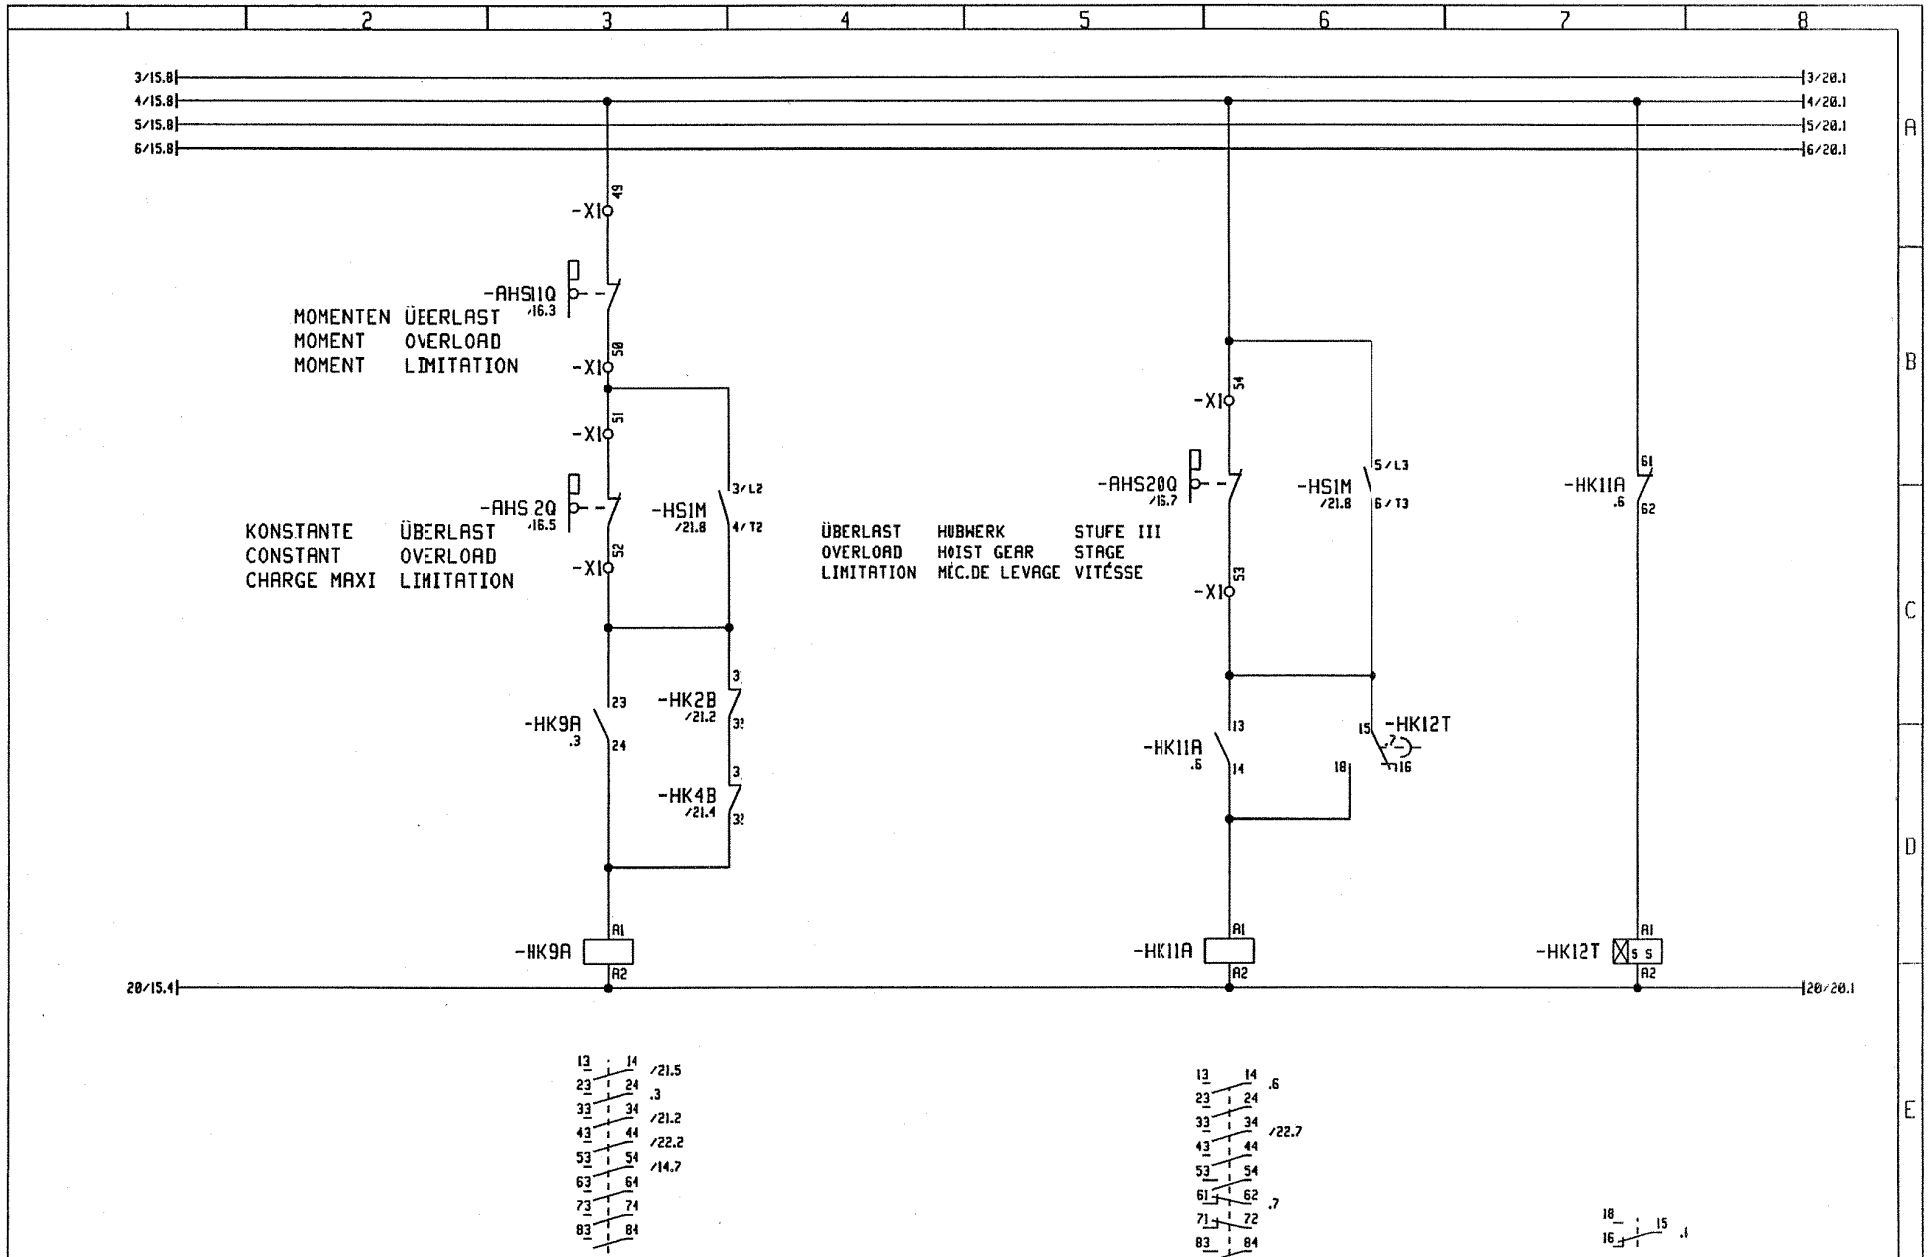 1 2 3 4 5 6 7 8
3/15.8 3/20.1
4/15.8 4/20.1
5/15.8 5/20.1
6/15.8 6/20.1
A
49
-X1
-AHS11Q
/16.3
MOMENTEN ÜEERLAST
MOMENT OVERLOAD
MOMENT LIMITATION
50
-X1
B
51
-X1
54
-X1
-AHS 2Q
/16.5
-HS1M
/21.8
3/L2
4/T2
KONSTANTE ÜBERLAST
CONSTANT OVERLOAD
CHARGE MAXI LIMITATION
52
-X1
-AHS20Q
/16.7
-HS1M
/21.8
5/L3
6/T3
-HK11A
.6
61
62
ÜBERLAST HUBWERK STUFE III
OVERLOAD HOIST GEAR STAGE
LIMITATION MÉC.DE LEVAGE VITÉSSE
53
-X1
C
-HK9A
.3
23
24
-HK2B
/21.2
3
-HK4B
/21.4
3
-HK11A
.6
13
14
15
-HK12T
.7
16
18
D
-HK9A
A1
A2
-HK11A
A1
A2
-HK12T
5 S
A1
A2
20/15.4 20/20.1
13 14 /21.5
23 24 .3
33 34 /21.2
43 44 /22.2
53 54 /14.7
63 64
73 74
83 84
13 14 .6
23 24
33 34 /22.7
43 44
53 54
61 62 .7
71 72
83 84
E
18
16 15